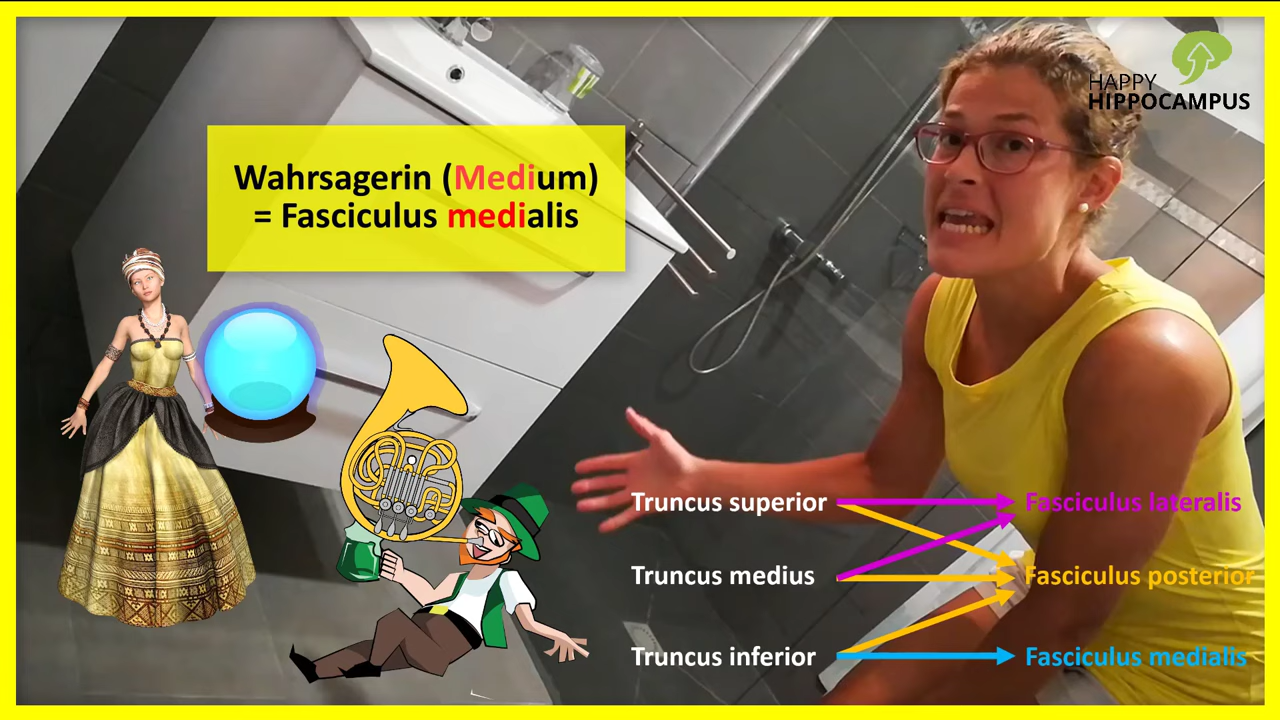 HAPPY
HIPPOCAMPUS
Wahrsagerin (Medium)
= Fasciculus medialis
Truncus superior
Fasciculus lateralis
Truncus medius
Fasciculus posterior
Truncus inferior
Fasciculus medialis